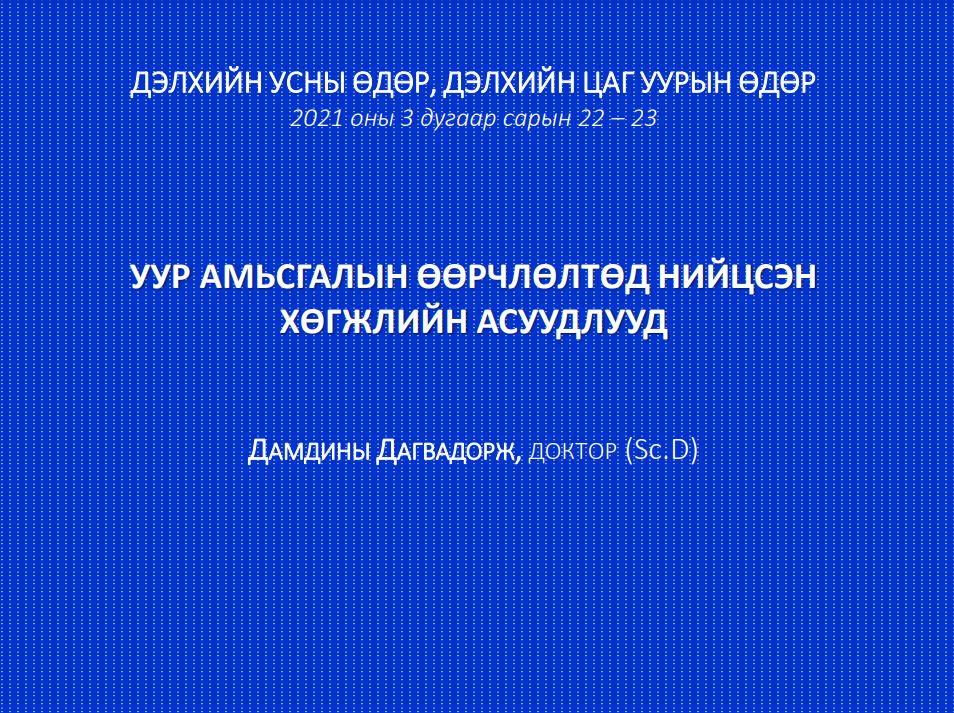 ДЭЛХИЙН УСНЫ ӨДӨР, ДЭЛХИЙН ЦАГ УУРЫН ӨДӨР
2021 оны 3 дугаар сарын 22 – 23
УУР АМЬСГАЛЫН ӨӨРЧЛӨЛТӨД НИЙЦСЭН
ХӨГЖЛИЙН АСУУДЛУУД
ДАМДИНЫ ДАГВАДОРЖ, ДОКТОР (Sc.D)